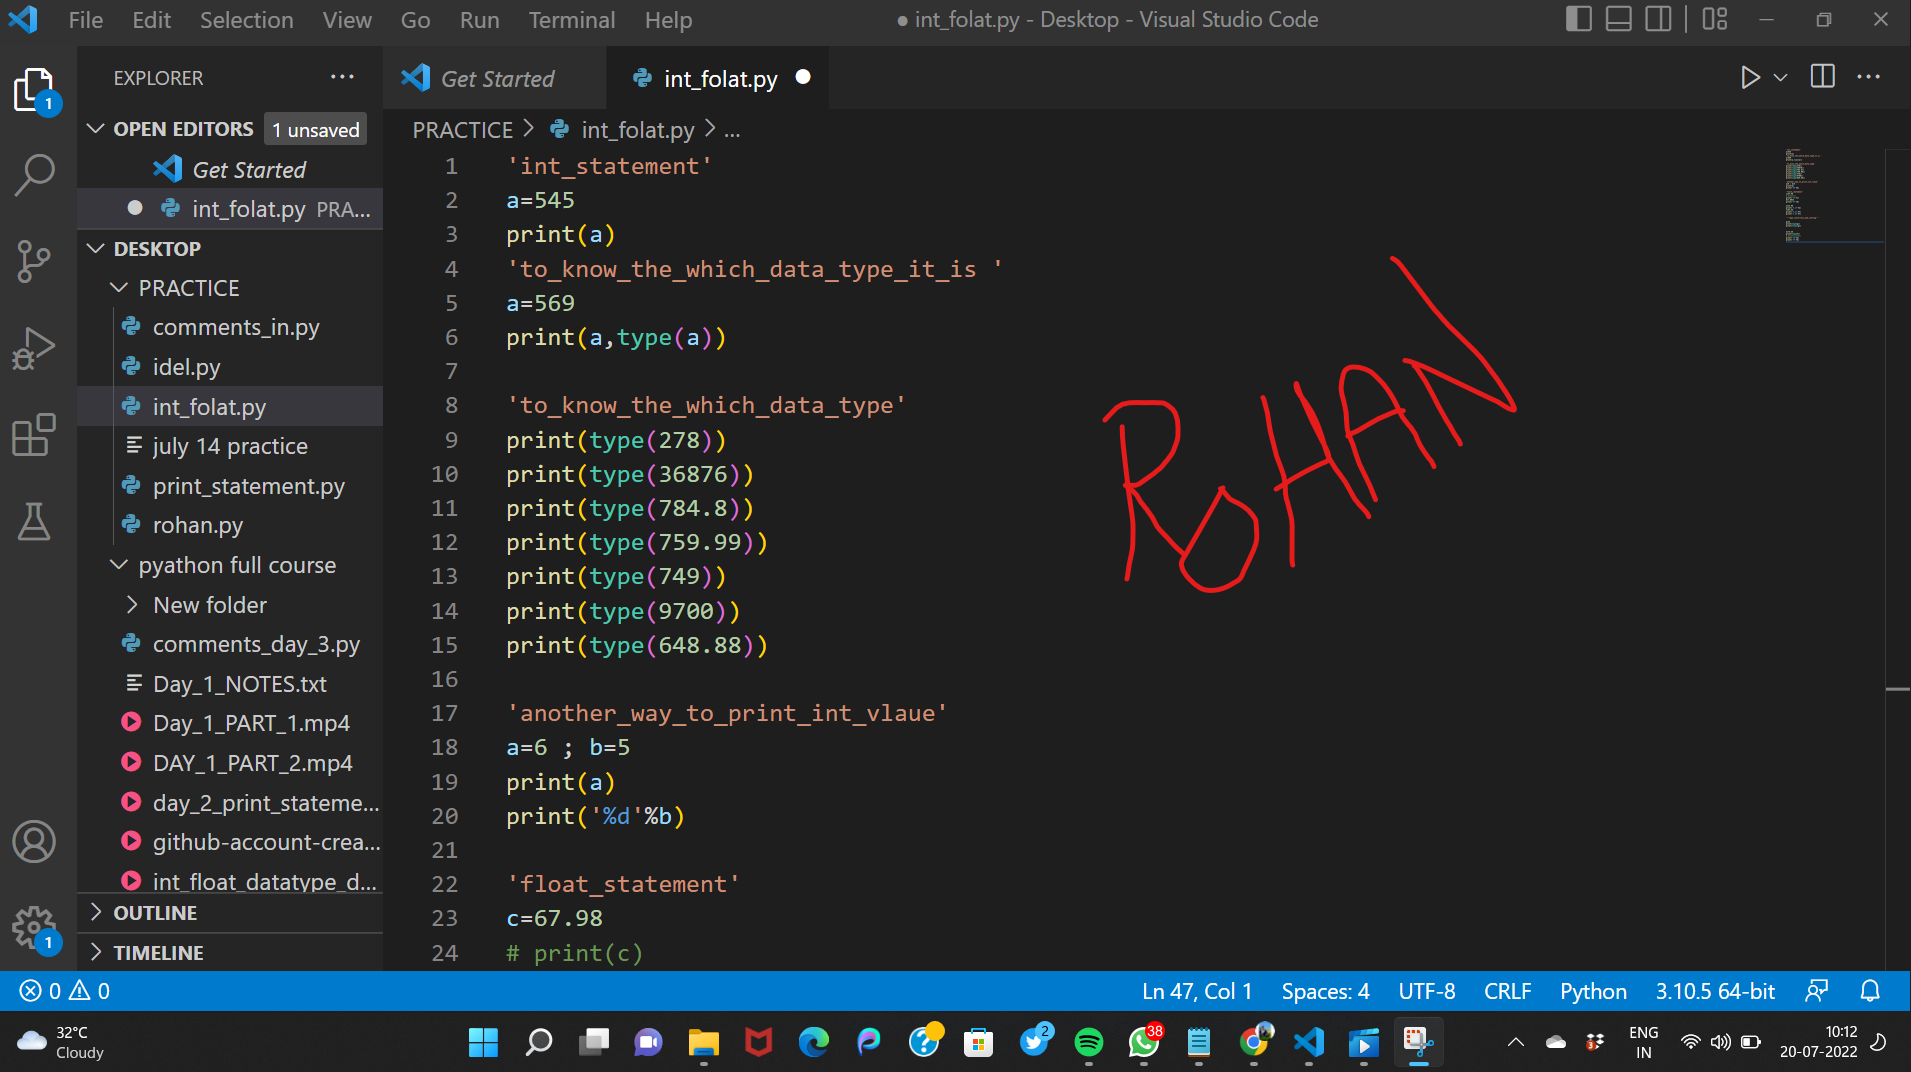 File Edit Selection View Go Run Terminal Help
● int_folat.py - Desktop - Visual Studio Code
EXPLORER ...
OPEN EDITORS 1 unsaved
Get Started
int_folat.py PRA...
DESKTOP
PRACTICE
comments_in.py
idel.py
int_folat.py
july 14 practice
print_statement.py
rohan.py
pyathon full course
New folder
comments_day_3.py
Day_1_NOTES.txt
Day_1_PART_1.mp4
DAY_1_PART_2.mp4
day_2_print_stateme...
github-account-crea...
int_float_datatype_d...
OUTLINE
TIMELINE
1
1
Get Started int_folat.py
PRACTICE > int_folat.py > ...
1 'int_statement'
2 a=545
3 print(a)
4 'to_know_the_which_data_type_it_is '
5 a=569
6 print(a,type(a))
7
8 'to_know_the_which_data_type'
9 print(type(278))
10 print(type(36876))
11 print(type(784.8))
12 print(type(759.99))
13 print(type(749))
14 print(type(9700))
15 print(type(648.88))
16
17 'another_way_to_print_int_vlaue'
18 a=6 ; b=5
19 print(a)
20 print('%d'%b)
21
22 'float_statement'
23 c=67.98
24 # print(c)
ROHAN
0 0 Ln 47, Col 1 Spaces: 4 UTF-8 CRLF Python 3.10.5 64-bit
32°C
Cloudy
2
38
3
ENG
IN
10:12
20-07-2022